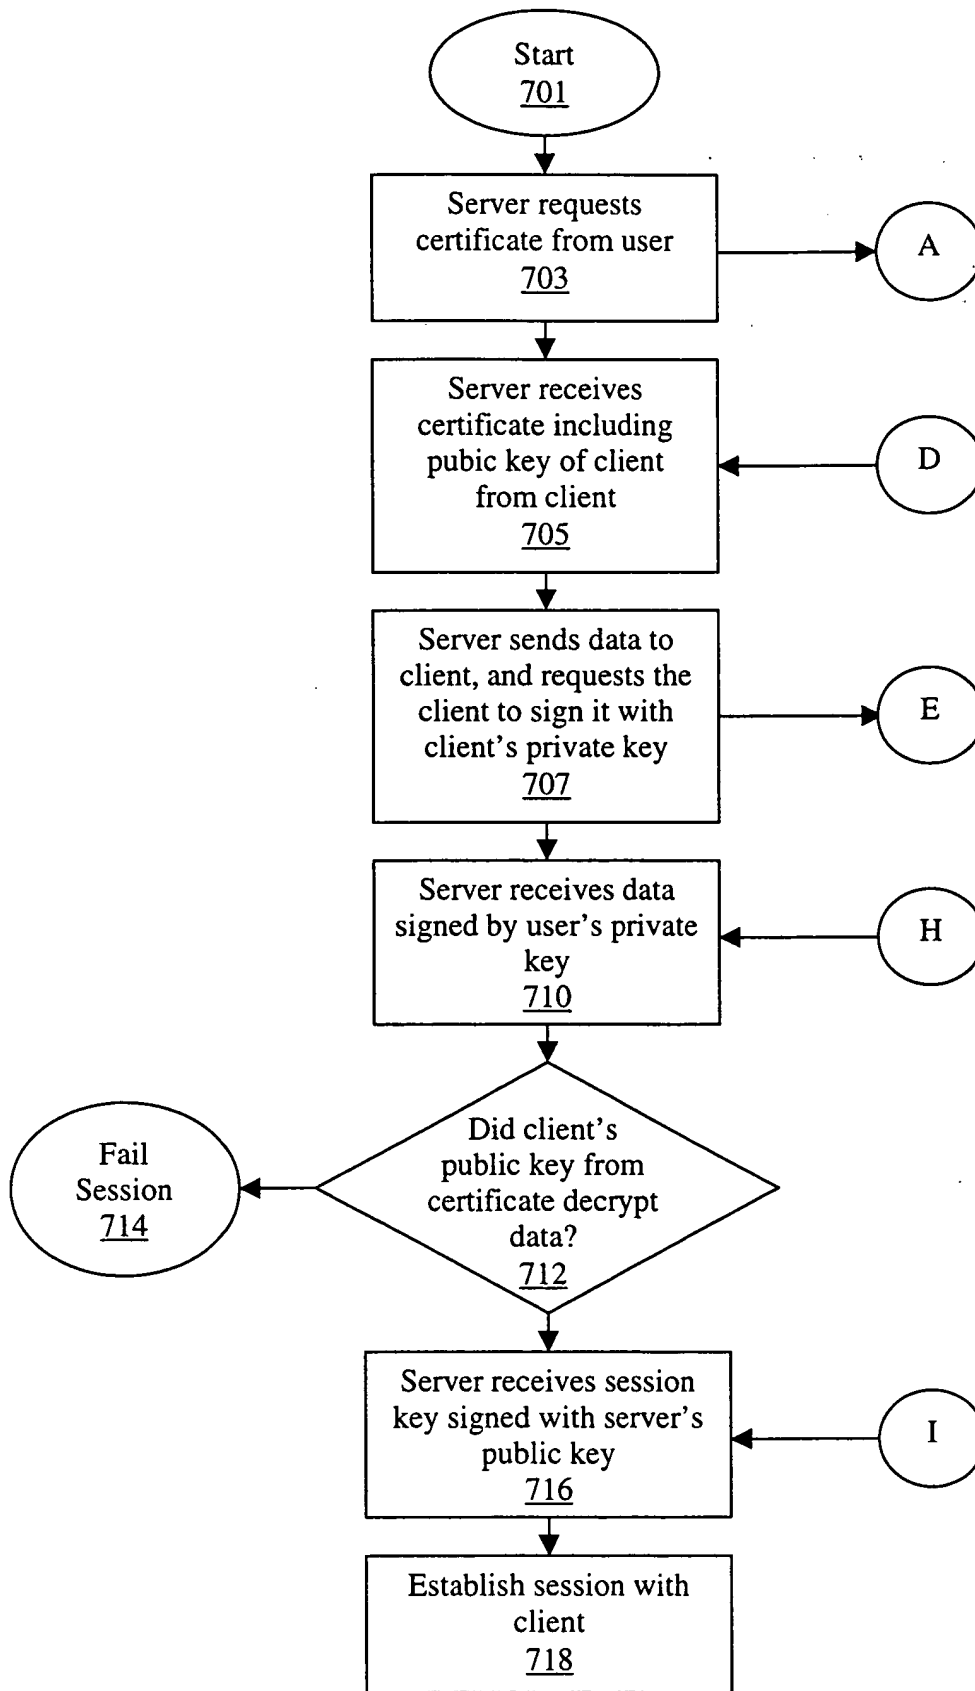 Start
701
Server requests
certificate from user
703
A
Server receives
certificate including
pubic key of client
from client
705
D
Server sends data to
client, and requests the
client to sign it with
client's private key
707
E
Server receives data
signed by user's private
key
710
H
Did client's
public key from
certificate decrypt
data?
712
Fail
Session
714
Server receives session
key signed with server's
public key
716
I
Establish session with
client
718